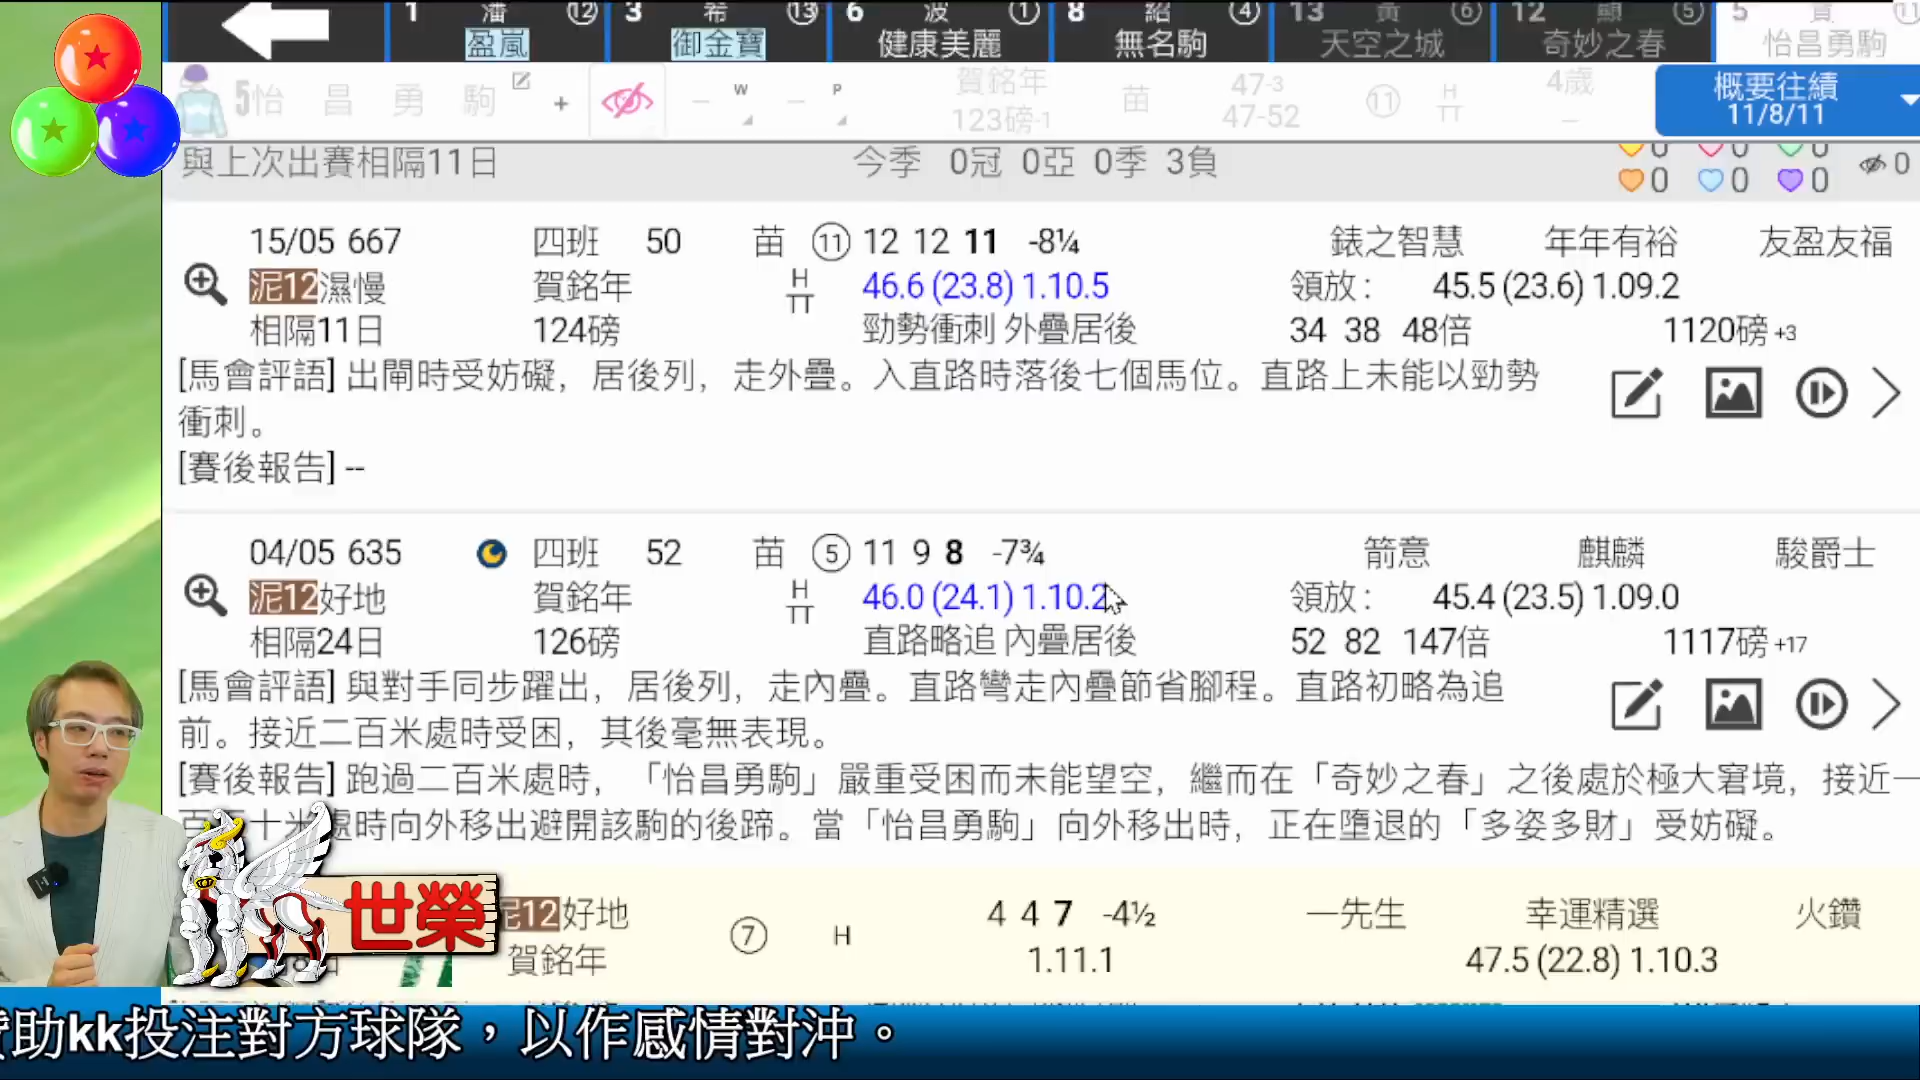 1 潘 ⑫ 3 希 ⑬ 6 波 ① 8 紹 ④ 13 黃 ⑥ 12 顯 ⑤ 5 寶 ⑪
盈嵐 御金寶 健康美麗 無名駒 天空之城 奇妙之春 怡昌勇駒
5 怡昌勇駒 + – W – P 賀銘年 苗 47-3 ⑪ H 4歲 概要往績
123磅-1 47-52 TT – 11/8/11
與上次出賽相隔11日 今季 0冠 0亞 0季 3負 0 0 0 0
0 0 0
15/05 667 四班 50 苗 ⑪ 12 12 11 -8¼ 錶之智慧 年年有裕 友盈友福
泥12濕慢 賀銘年 H TT 46.6 (23.8) 1.10.5 領放: 45.5 (23.6) 1.09.2
相隔11日 124磅 勁勢衝刺 外疊居後 34 38 48倍 1120磅 +3
[馬會評語] 出閘時受妨礙，居後列，走外疊。入直路時落後七個馬位。直路上未能以勁勢
衝刺。
[賽後報告] --
04/05 635 四班 52 苗 ⑤ 11 9 8 -7¾ 箭意 麒麟 駿爵士
泥12好地 賀銘年 H TT 46.0 (24.1) 1.10.2 領放: 45.4 (23.5) 1.09.0
相隔24日 126磅 直路略追 內疊居後 52 82 147倍 1117磅 +17
[馬會評語] 與對手同步躍出，居後列，走內疊。直路彎走內疊節省腳程。直路初略為追
前。接近二百米處時受困，其後毫無表現。
[賽後報告] 跑過二百米處時，「怡昌勇駒」嚴重受困而未能望空，繼而在「奇妙之春」之後處於極大窘境，接近一
百五十米處時向外移出避開該駒的後蹄。當「怡昌勇駒」向外移出時，正在墮退的「多姿多財」受妨礙。
泥12好地 ⑦ H 4 4 7 -4½ 一先生 幸運精選 火鑽
賀銘年 1.11.1 47.5 (22.8) 1.10.3
世榮
助kk投注對方球隊，以作感情對沖。